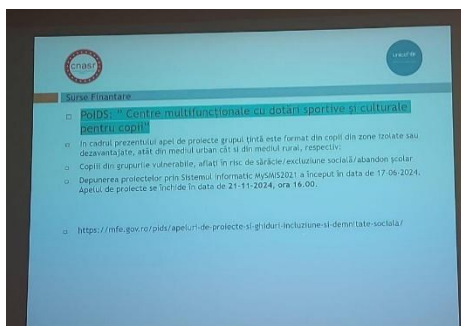 cnasr
unicef
Surse Finantare
PoIDS: " Centre multifuncționale cu dotări sportive și culturale
pentru copii"
In cadrul prezentului apel de proiecte grupul țintă este format din copii din zone izolate sau
dezavantajate, atât din mediul urban cât si din mediul rural, respectiv:
Copiii din grupurile vulnerabile, aflați în risc de sărăcie/excluziune socială/abandon școlar
Depunerea proiectelor prin Sistemul informatic MySMIS2021 a început în data de 17-06-2024.
Apelul de proiecte se închide în data de 21-11-2024, ora 16.00.
https://mfe.gov.ro/pids/apeluri-de-proiecte-si-ghiduri-incluziune-si-demnitate-sociala/